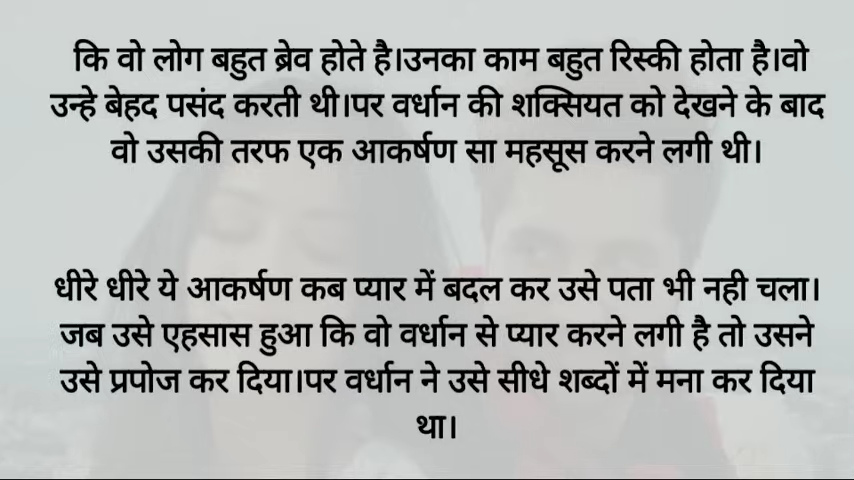 कि वो लोग बहुत ब्रेव होते है।उनका काम बहुत रिस्की होता है।वो
उन्हे बेहद पसंद करती थी।पर वर्धान की शक्सियत को देखने के बाद
वो उसकी तरफ एक आकर्षण सा महसूस करने लगी थी।
धीरे धीरे ये आकर्षण कब प्यार में बदल कर उसे पता भी नही चला।
जब उसे एहसास हुआ कि वो वर्धान से प्यार करने लगी है तो उसने
उसे प्रपोज कर दिया।पर वर्धान ने उसे सीधे शब्दों में मना कर दिया
था।